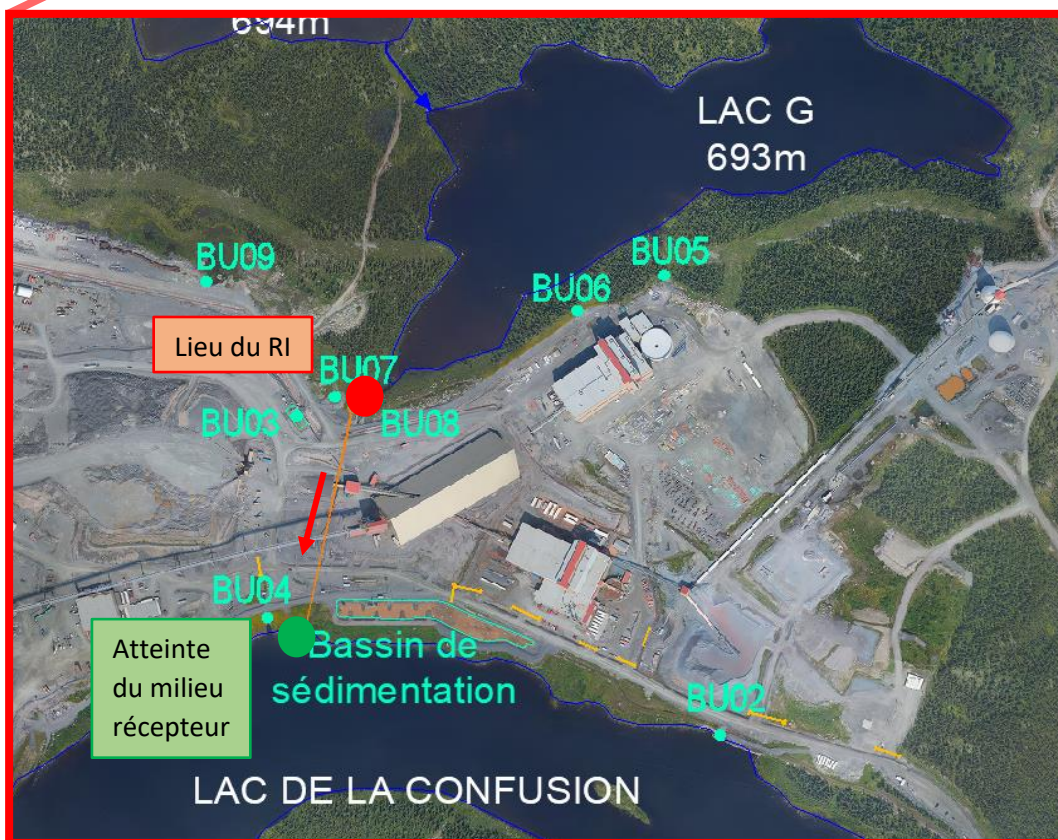 694m
LAC G
693m
BU09
BU05
BU06
Lieu du RI
BU07
BU03
BU08
BU04
Atteinte
du milieu
récepteur
Bassin de
sédimentation
BU02
LAC DE LA CONFUSION